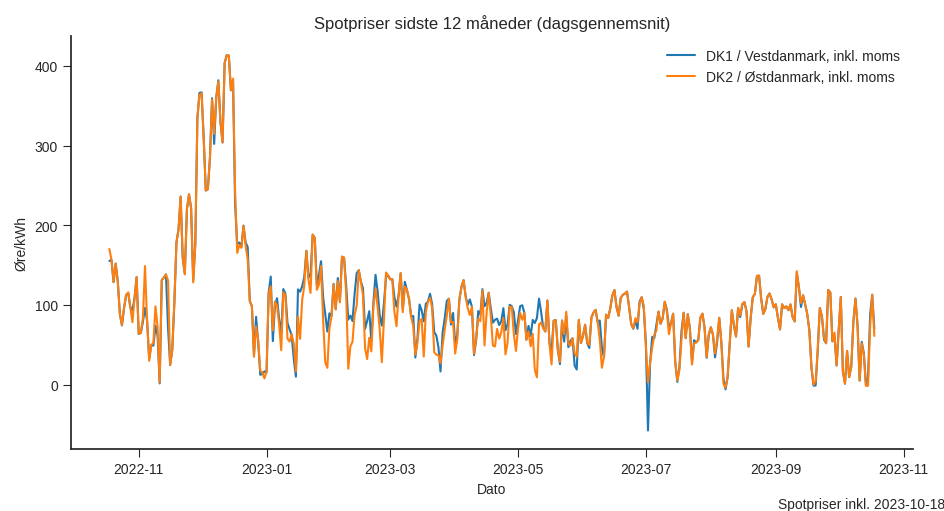 Spotpriser sidste 12 måneder (dagsgennemsnit)
DK1 / Vestdanmark, inkl. moms
DK2 / Østdanmark, inkl. moms
Øre/kWh
400
300
200
100
0
2022-11
2023-01
2023-03
2023-05
2023-07
2023-09
2023-11
Dato
Spotpriser inkl. 2023-10-18